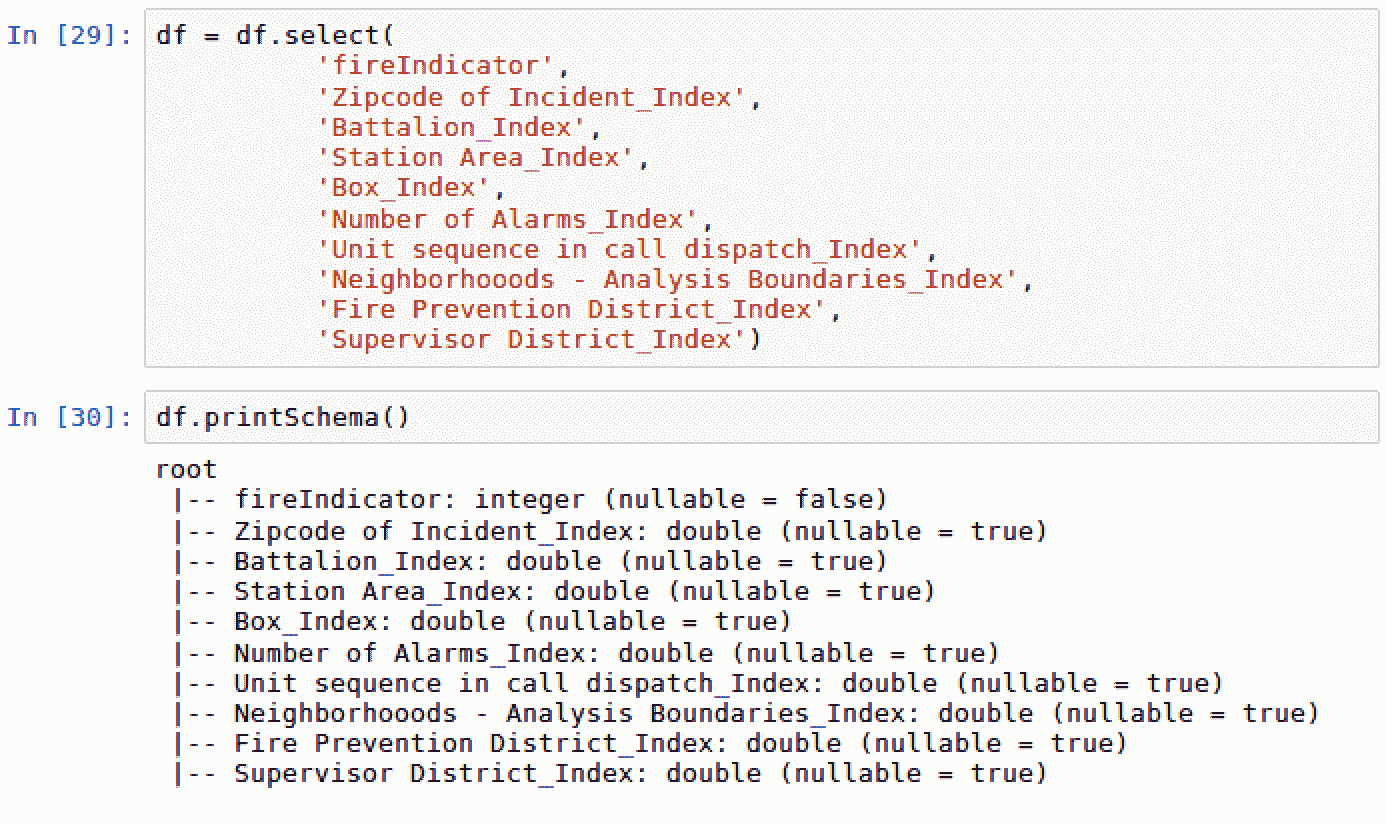 In [29]: df = df.select(
'fireIndicator',
'Zipcode of Incident_Index',
'Battalion_Index',
'Station Area_Index',
'Box_Index',
'Number of Alarms_Index',
'Unit sequence in call dispatch_Index',
'Neighborhooods - Analysis Boundaries_Index',
'Fire Prevention District_Index',
'Supervisor District_Index')
In [30]: df.printSchema()
root
|-- fireIndicator: integer (nullable = false)
|-- Zipcode of Incident_Index: double (nullable = true)
|-- Battalion_Index: double (nullable = true)
|-- Station Area_Index: double (nullable = true)
|-- Box_Index: double (nullable = true)
|-- Number of Alarms_Index: double (nullable = true)
|-- Unit sequence in call dispatch_Index: double (nullable = true)
|-- Neighborhooods - Analysis Boundaries_Index: double (nullable = true)
|-- Fire Prevention District_Index: double (nullable = true)
|-- Supervisor District_Index: double (nullable = true)